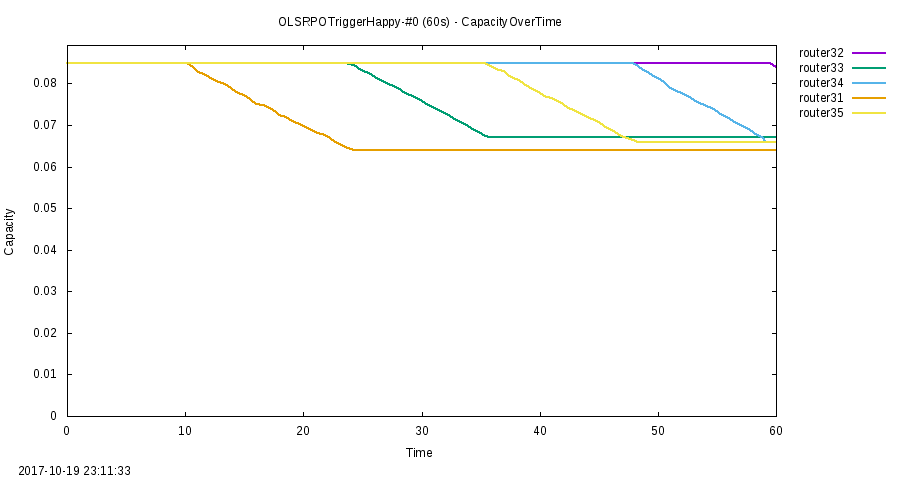 OLSRPOTriggerHappy-#0 (60s) - CapacityOverTime
router32
router33
router34
router31
router35
0.08
0.07
0.06
0.05
0.04
0.03
0.02
0.01
0
Capacity
0 10 20 30 40 50 60
Time
2017-10-19 23:11:33